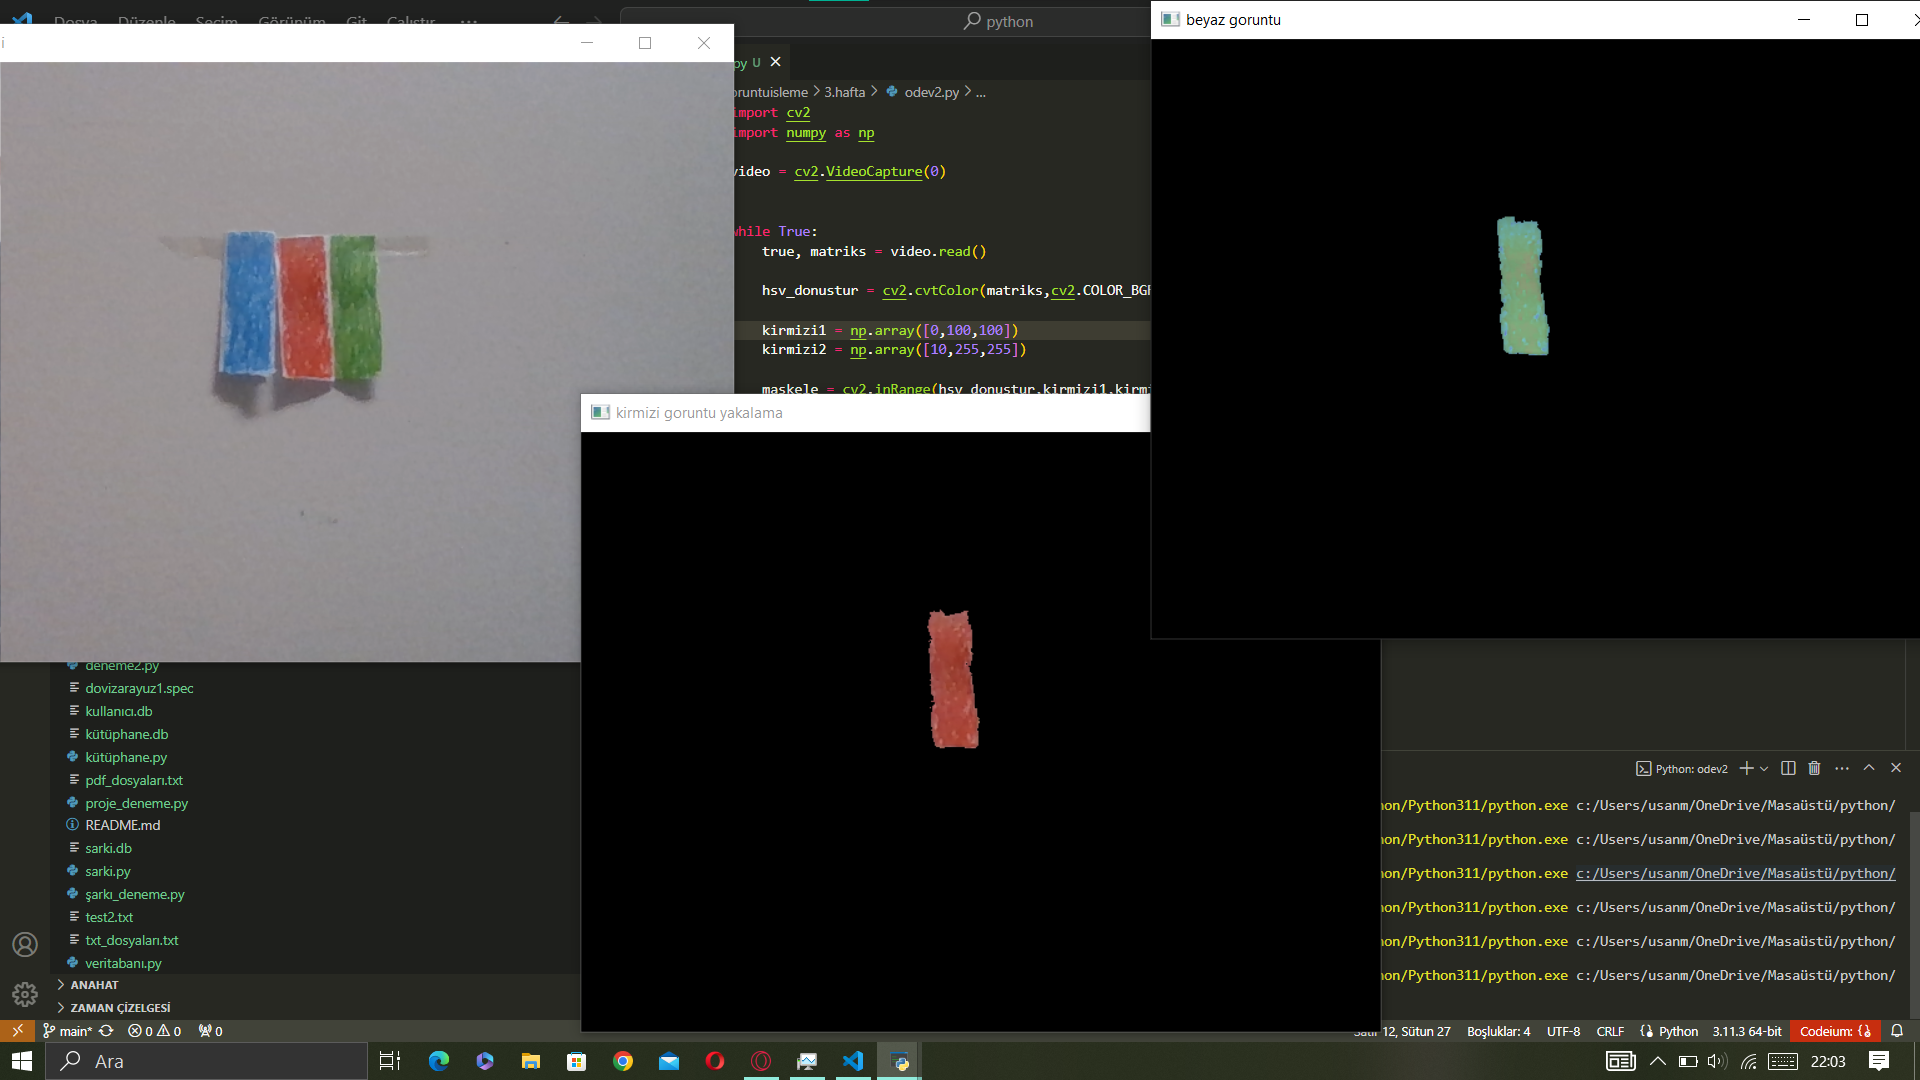 Dosya Düzenle Seçim Görünüm Git Çalıştır ...
python
i
beyaz goruntu
py U
oruntuisleme > 3.hafta > odev2.py > ...
import cv2
import numpy as np
video = cv2.VideoCapture(0)
while True:
true, matriks = video.read()
hsv_donustur = cv2.cvtColor(matriks,cv2.COLOR_BGR
kirmizi1 = np.array([0,100,100])
kirmizi2 = np.array([10,255,255])
maskele = cv2.inRange(hsv_donustur,kirmizi1,kirmi
kirmizi goruntu yakalama
deneme2.py
dovizarayuz1.spec
kullanıcı.db
kütüphane.db
kütüphane.py
pdf_dosyaları.txt
proje_deneme.py
README.md
sarki.db
sarki.py
şarkı_deneme.py
test2.txt
txt_dosyaları.txt
veritabanı.py
ANAHAT
ZAMAN ÇİZELGESİ
Python: odev2
on/Python311/python.exe c:/Users/usanm/OneDrive/Masaüstü/python/
on/Python311/python.exe c:/Users/usanm/OneDrive/Masaüstü/python/
on/Python311/python.exe c:/Users/usanm/OneDrive/Masaüstü/python/
on/Python311/python.exe c:/Users/usanm/OneDrive/Masaüstü/python/
on/Python311/python.exe c:/Users/usanm/OneDrive/Masaüstü/python/
on/Python311/python.exe c:/Users/usanm/OneDrive/Masaüstü/python/
main* 0 0 0
Satır 12, Sütun 27 Boşluklar: 4 UTF-8 CRLF Python 3.11.3 64-bit Codeium: {}
Ara
22:03